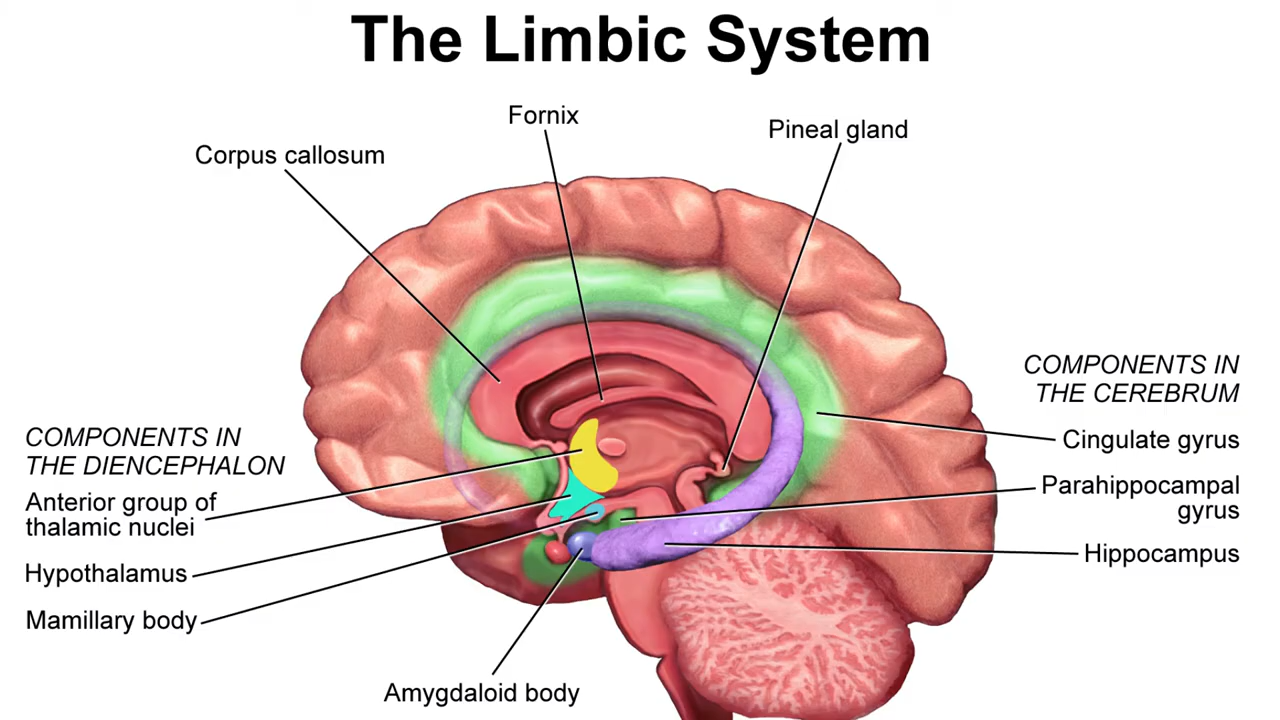 The Limbic System
Fornix
Pineal gland
Corpus callosum
COMPONENTS IN
THE CEREBRUM
Cingulate gyrus
Parahippocampal
gyrus
Hippocampus
COMPONENTS IN
THE DIENCEPHALON
Anterior group of
thalamic nuclei
Hypothalamus
Mamillary body
Amygdaloid body